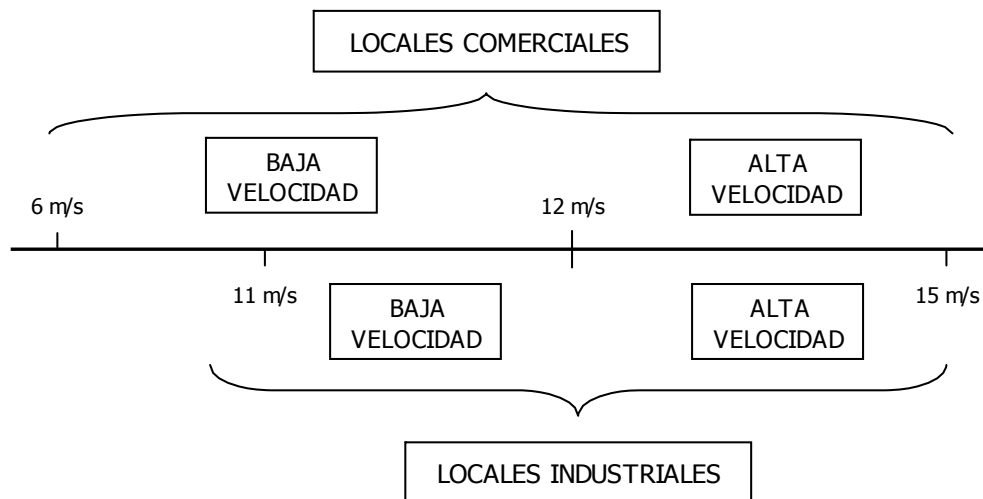 LOCALES COMERCIALES
BAJA
VELOCIDAD
ALTA
VELOCIDAD
6 m/s
12 m/s
11 m/s
BAJA
VELOCIDAD
ALTA
VELOCIDAD
15 m/s
LOCALES INDUSTRIALES